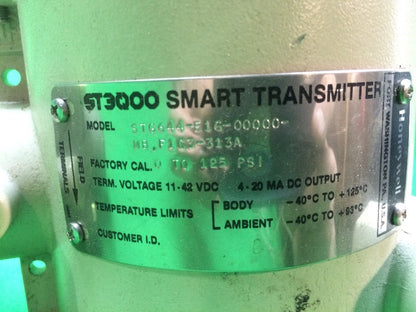 ST3000 SMART TRANSMITTER
MODEL STG944-E1G-00000-
MB,F1C2-313A
FACTORY CAL. 0 TO 125 PSI
TERM. VOLTAGE 11-42 VDC 4-20 MA DC OUTPUT
TEMPERATURE LIMITS
BODY -40°C TO +125°C
AMBIENT -40°C TO +93°C
CUSTOMER I.D.
FIELD
TERMINALS
Honeywell
FORT WASHINGTON PA., U.S.A.